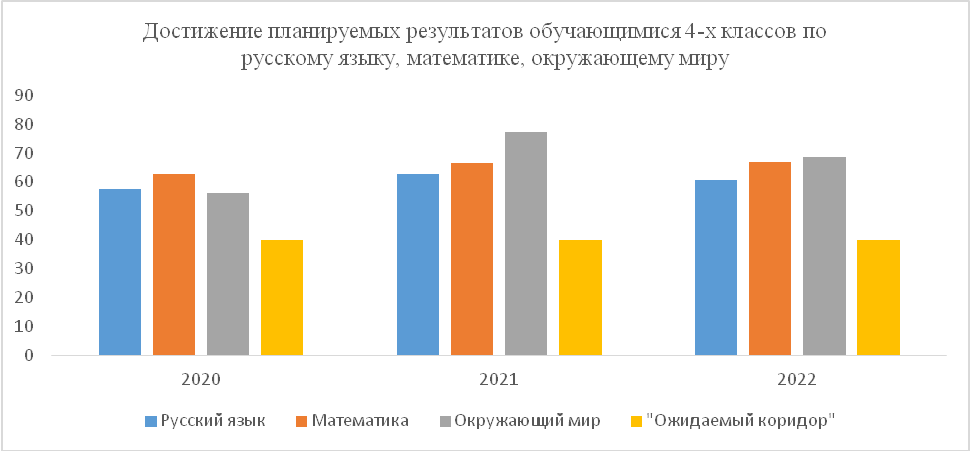 Достижение планируемых результатов обучающимися 4-х классов по
русскому языку, математике, окружающему миру
90
80
70
60
50
40
30
20
10
0
2020 2021 2022
Русский язык Математика Окружающий мир "Ожидаемый коридор"